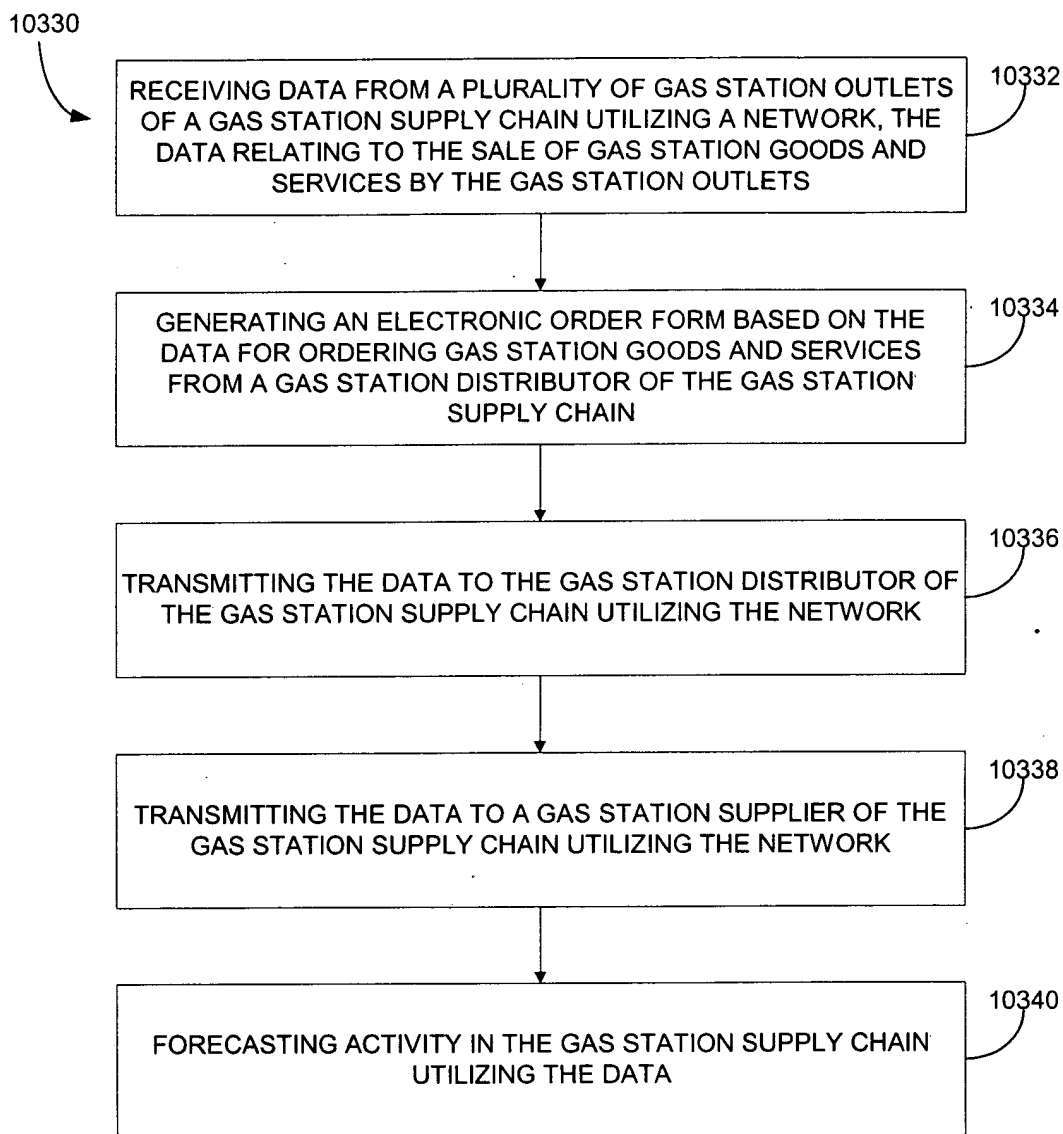 10330
10332
RECEIVING DATA FROM A PLURALITY OF GAS STATION OUTLETS
OF A GAS STATION SUPPLY CHAIN UTILIZING A NETWORK, THE
DATA RELATING TO THE SALE OF GAS STATION GOODS AND
SERVICES BY THE GAS STATION OUTLETS
10334
GENERATING AN ELECTRONIC ORDER FORM BASED ON THE
DATA FOR ORDERING GAS STATION GOODS AND SERVICES
FROM A GAS STATION DISTRIBUTOR OF THE GAS STATION
SUPPLY CHAIN
10336
TRANSMITTING THE DATA TO THE GAS STATION DISTRIBUTOR OF
THE GAS STATION SUPPLY CHAIN UTILIZING THE NETWORK
10338
TRANSMITTING THE DATA TO A GAS STATION SUPPLIER OF THE
GAS STATION SUPPLY CHAIN UTILIZING THE NETWORK
10340
FORECASTING ACTIVITY IN THE GAS STATION SUPPLY CHAIN
UTILIZING THE DATA